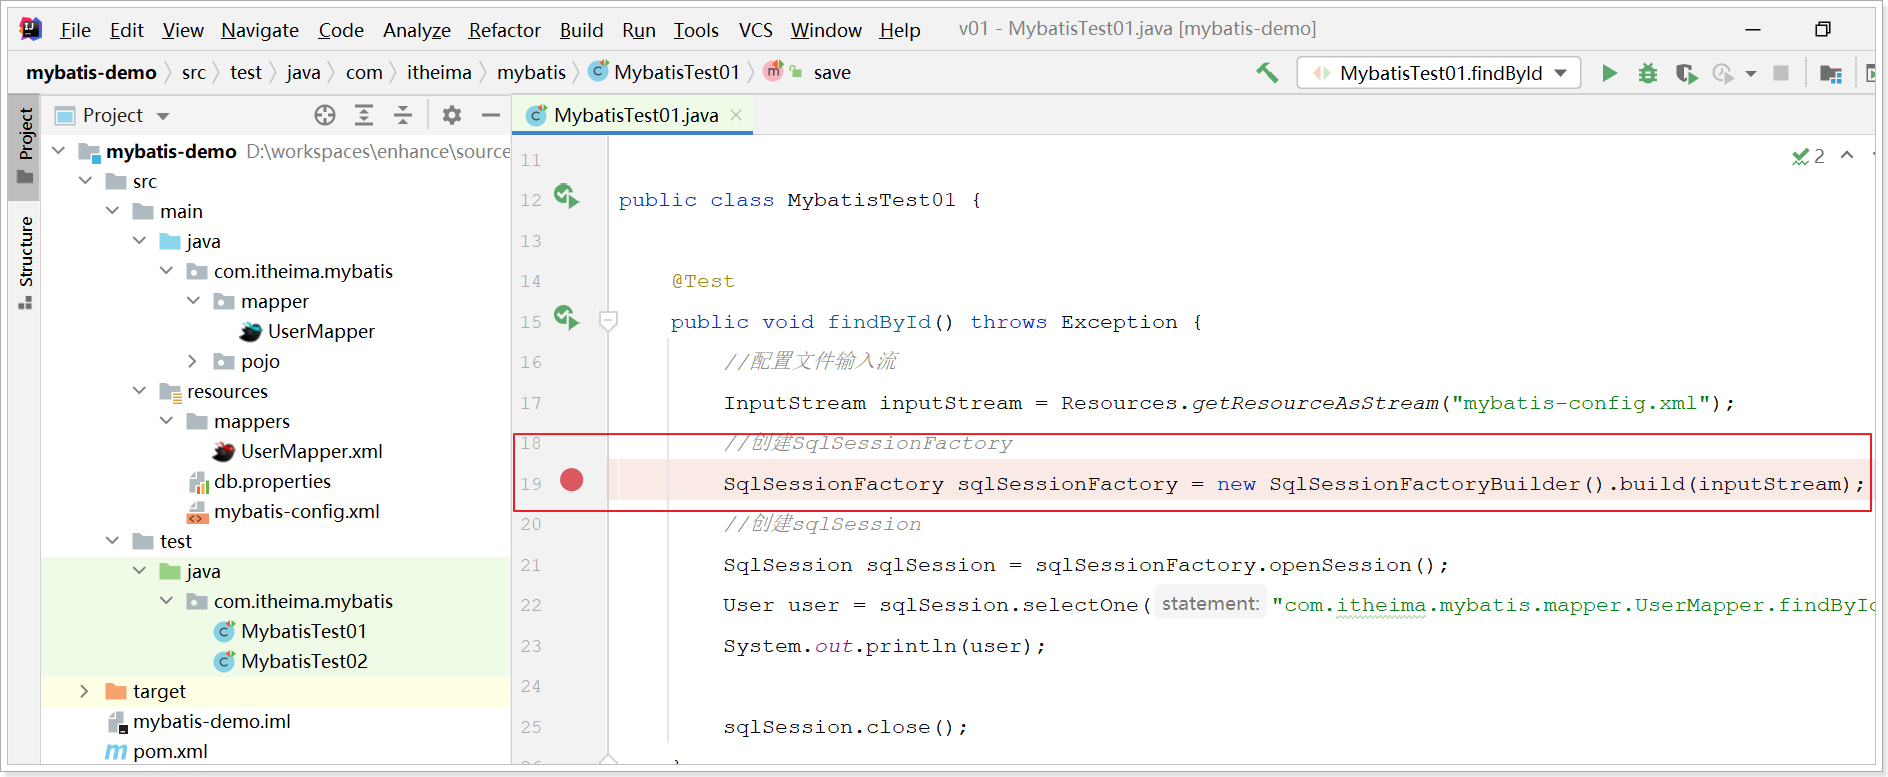 File Edit View Navigate Code Analyze Refactor Build Run Tools VCS Window Help v01 - MybatisTest01.java [mybatis-demo]
mybatis-demo src test java com itheima mybatis MybatisTest01 save MybatisTest01.findById
Project
Structure
Project
mybatis-demo D:\workspaces\enhance\source
src
main
java
com.itheima.mybatis
mapper
UserMapper
pojo
resources
mappers
UserMapper.xml
db.properties
mybatis-config.xml
test
java
com.itheima.mybatis
MybatisTest01
MybatisTest02
target
mybatis-demo.iml
pom.xml
MybatisTest01.java
2
11
12 public class MybatisTest01 {
13
14 @Test
15 public void findById() throws Exception {
16 //配置文件输入流
17 InputStream inputStream = Resources.getResourceAsStream("mybatis-config.xml");
18 //创建SqlSessionFactory
19 SqlSessionFactory sqlSessionFactory = new SqlSessionFactoryBuilder().build(inputStream);
20 //创建sqlSession
21 SqlSession sqlSession = sqlSessionFactory.openSession();
22 User user = sqlSession.selectOne( statement: "com.itheima.mybatis.mapper.UserMapper.findById
23 System.out.println(user);
24
25 sqlSession.close();